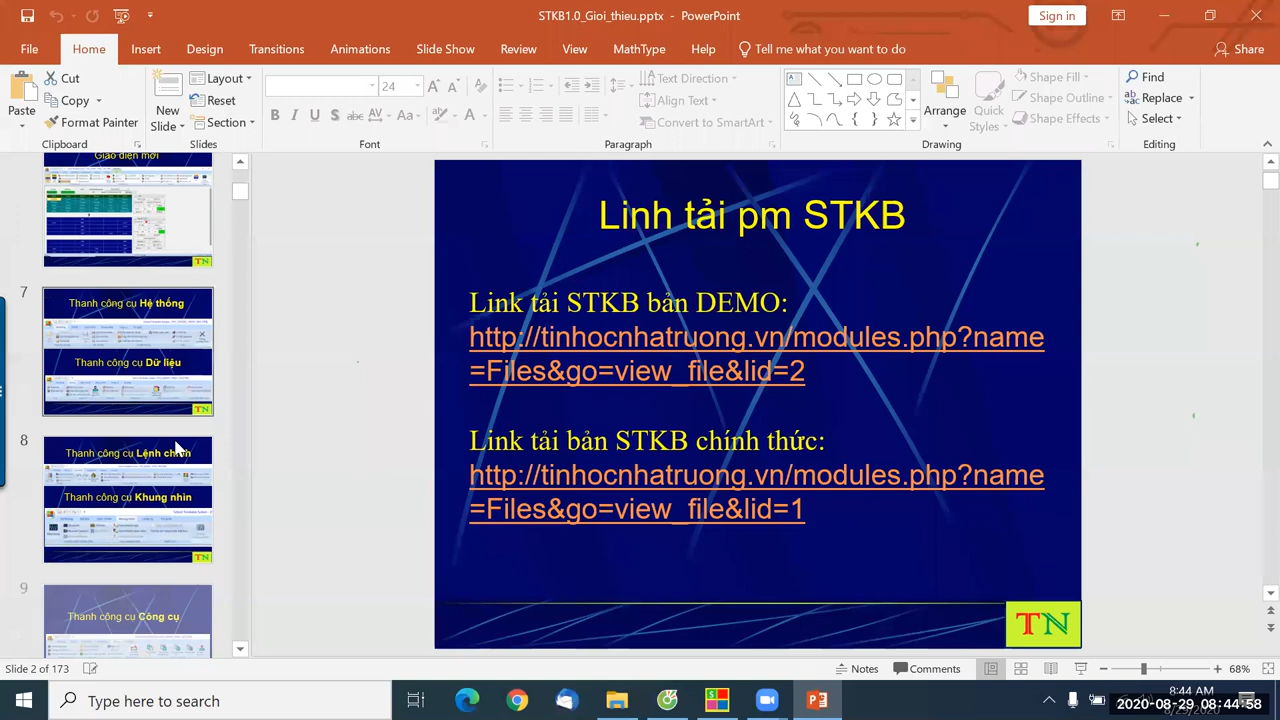 STKB1.0_Gioi_thieu.pptx - PowerPoint
Sign in
File Home Insert Design Transitions Animations Slide Show Review View MathType Help Tell me what you want to do Share
Paste
Cut
Copy
Format Painter
Clipboard
New Slide
Layout
Reset
Section
Slides
24
B I U S abc AV Aa A
Font
Text Direction
Align Text
Convert to SmartArt
Paragraph
Arrange
Quick Styles
Shape Fill
Shape Outline
Shape Effects
Drawing
Find
Replace
Select
Editing
Giao diện mới
TN
7
Thanh công cụ Hệ thống
Thanh công cụ Dữ liệu
TN
8
Thanh công cụ Lệnh chính
Thanh công cụ Khung nhìn
TN
9
Thanh công cụ Công cụ
Linh tải pm STKB
Link tải STKB bản DEMO:
http://tinhocnhatruong.vn/modules.php?name
=Files&go=view_file&lid=2
Link tải bản STKB chính thức:
http://tinhocnhatruong.vn/modules.php?name
=Files&go=view_file&lid=1
TN
Slide 2 of 173
Notes
Comments
68%
Type here to search
8:44 AM
2020-08-29 08:44:58